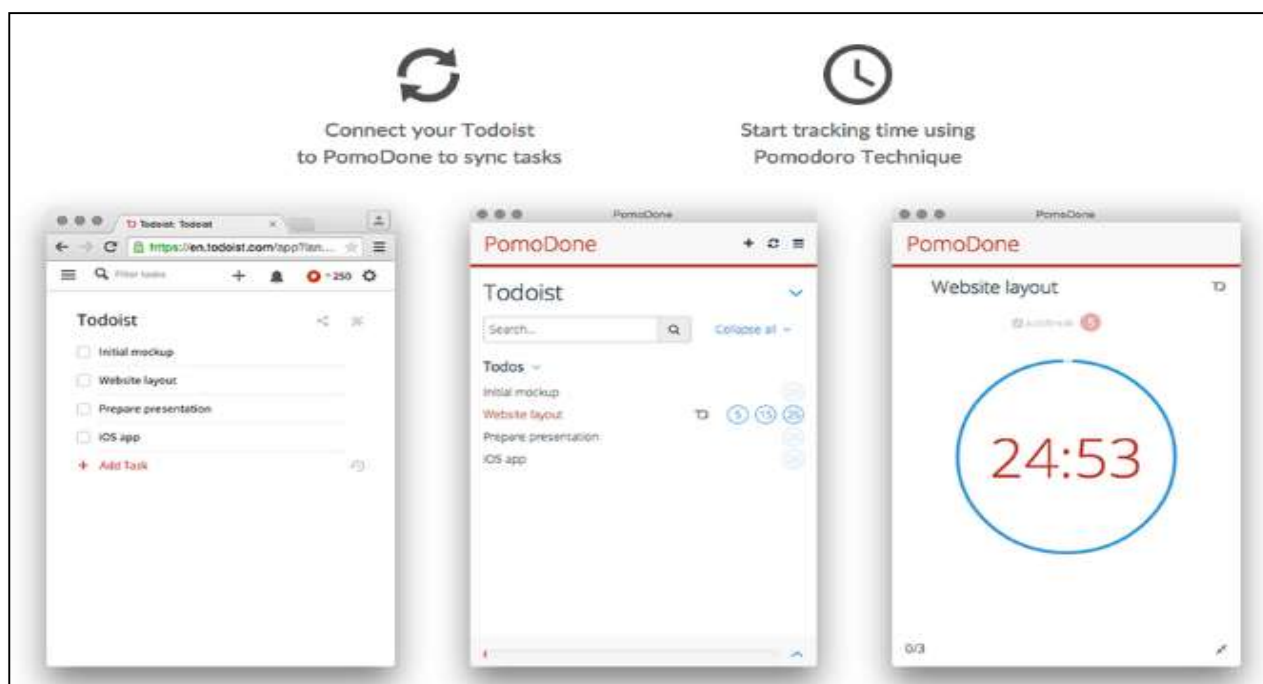 Connect your Todoist
to PomoDone to sync tasks
Start tracking time using
Pomodoro Technique
Todoist: Todoist
https://en.todoist.com/app?lan...
Filter tasks
250
Todoist
Initial mockup
Website layout
Prepare presentation
iOS app
+ Add Task
PomoDone
PomoDone
Todoist
Search...
Collapse all
Todos
Initial mockup
Website layout
5 15 25
Prepare presentation
iOS app
PomoDone
PomoDone
Website layout
5
24:53
0/3